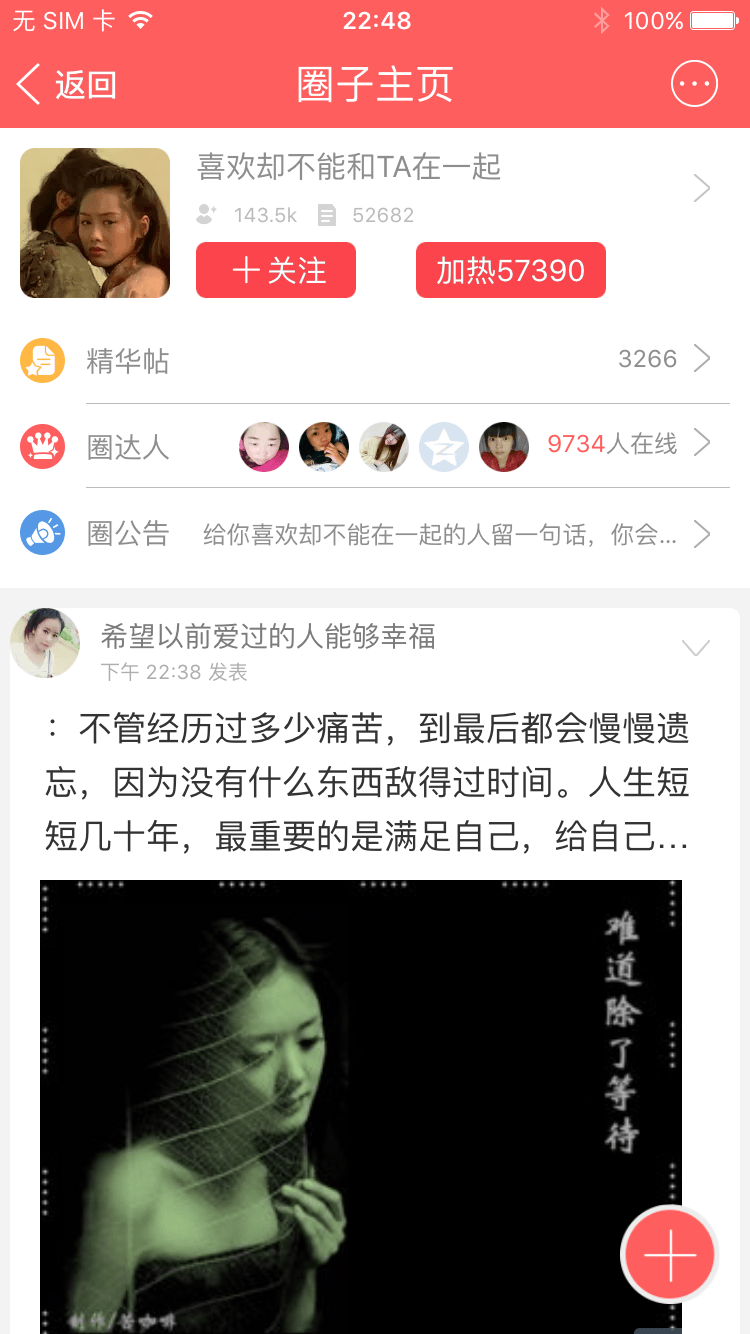 无 SIM 卡
22:48
100%
返回
圈子主页
喜欢却不能和TA在一起
143.5k
52682
十关注
加热57390
精华帖
3266
圈达人
9734人在线
圈公告
给你喜欢却不能在一起的人留一句话，你会...
希望以前爱过的人能够幸福
下午 22:38 发表
：不管经历过多少痛苦，到最后都会慢慢遗
忘，因为没有什么东西敌得过时间。人生短
短几十年，最重要的是满足自己，给自己...
难道除了等待
制作/苦咖啡